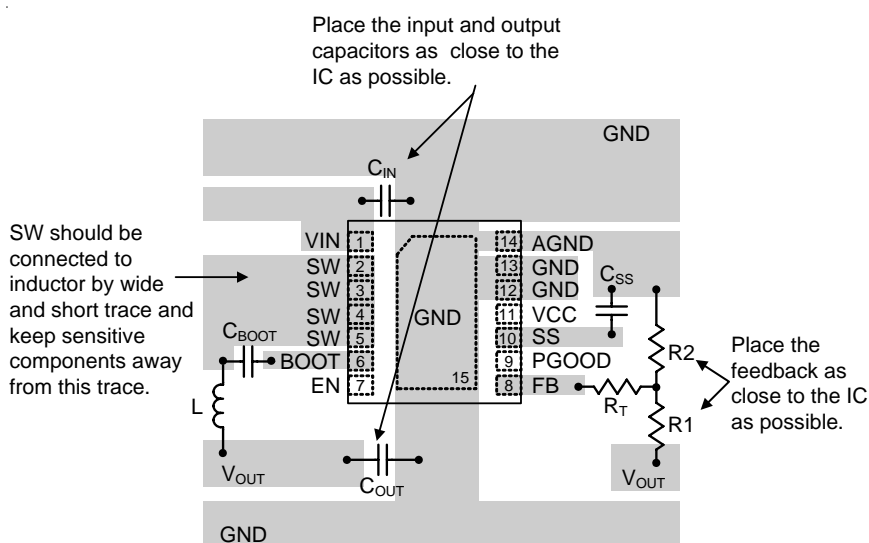 Place the input and output
capacitors as close to the
IC as possible.
GND
CIN
SW should be
connected to
inductor by wide
and short trace and
keep sensitive
components away
from this trace.
VIN 1
SW 2
SW 3
SW 4
SW 5
BOOT 6
EN 7
GND
15
14 AGND
13 GND
12 GND
11 VCC
10 SS
9 PGOOD
8 FB
CSS
CBOOT
L
VOUT
COUT
RT
R2
R1
VOUT
Place the
feedback as
close to the IC
as possible.
GND